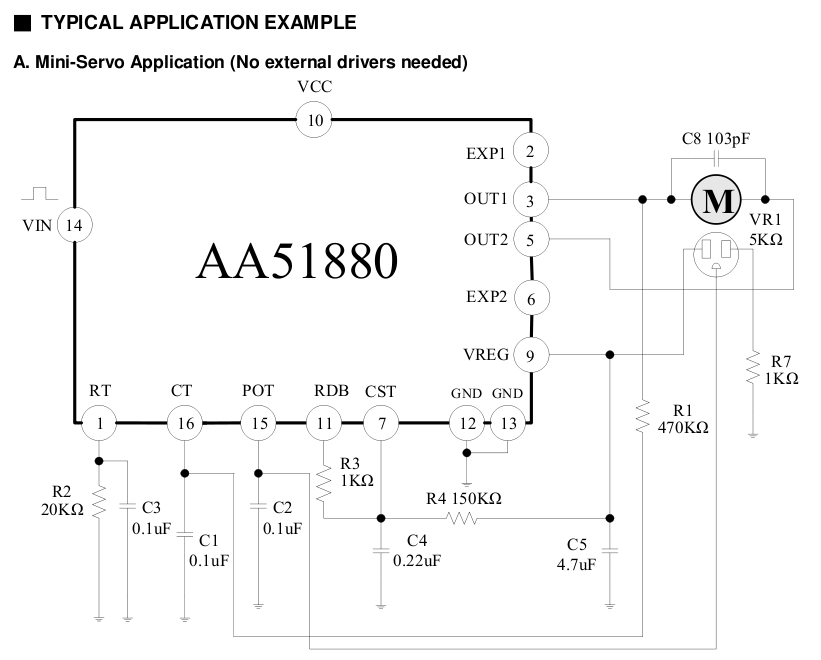 ■ TYPICAL APPLICATION EXAMPLE
A. Mini-Servo Application (No external drivers needed)
VCC
10
C8 103pF
EXP1 2
OUT1 3
M
VIN 14
VR1
5KΩ
OUT2 5
AA51880
EXP2 6
VREG 9
R7
1KΩ
RT
CT
POT
RDB
CST
GND
GND
1
16
15
11
7
12
13
R1
470KΩ
R3
1KΩ
R2
20KΩ
R4 150KΩ
C3
0.1uF
C2
0.1uF
C1
0.1uF
C4
0.22uF
C5
4.7uF